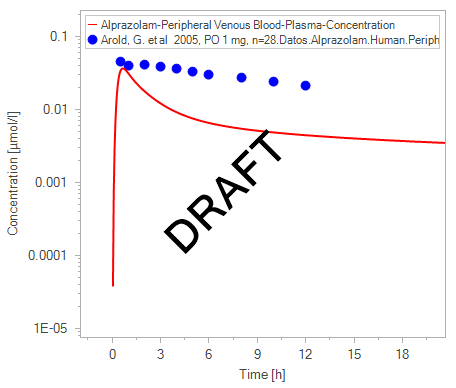 Alprazolam-Peripheral Venous Blood-Plasma-Concentration
Arold, G. et al 2005, PO 1 mg, n=28.Datos.Alprazolam.Human.Periph
0.1
0.01
0.001
0.0001
1E-05
Concentration [µmol/l]
DRAFT
0 3 6 9 12 15 18
Time [h]